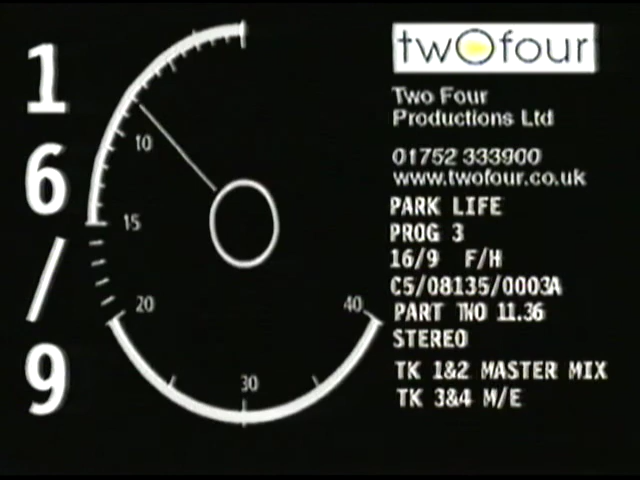 1
6
/
9
10
15
20
30
40
twofour
Two Four
Productions Ltd
01752 333900
www.twofour.co.uk
PARK LIFE
PROG 3
16/9 F/H
C5/08135/0003A
PART TWO 11.36
STEREO
TK 1&2 MASTER MIX
TK 3&4 M/E